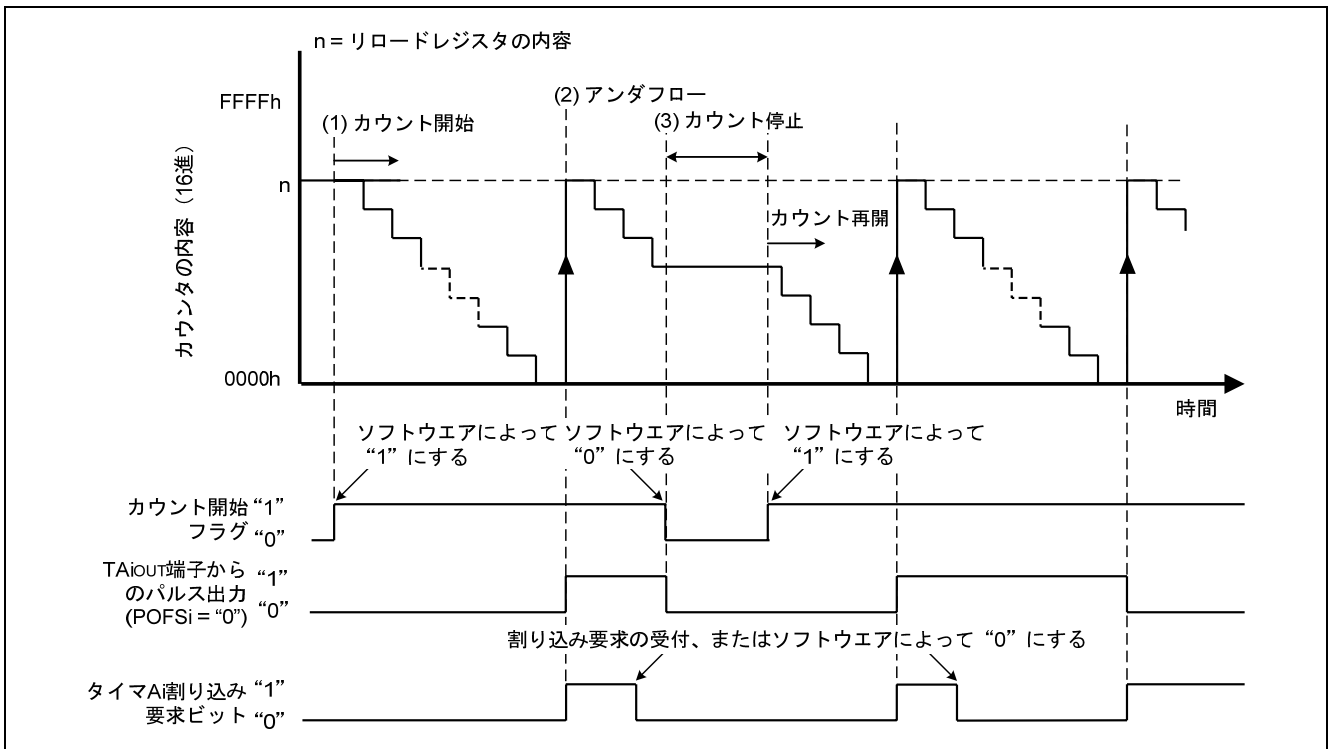 n = リロードレジスタの内容
FFFFh
(2) アンダフロー
(1) カウント開始
(3) カウント停止
カウンタの内容（16進）
n
カウント再開
0000h
時間
ソフトウエアによって
“1” にする
ソフトウエアによって
“0” にする
ソフトウエアによって
“1” にする
カウント開始 “1”
フラグ “0”
TAiOUT端子から “1”
のパルス出力
(POFSi = “0”) “0”
割り込み要求の受付、またはソフトウエアによって “0” にする
タイマAi割り込み “1”
要求ビット “0”